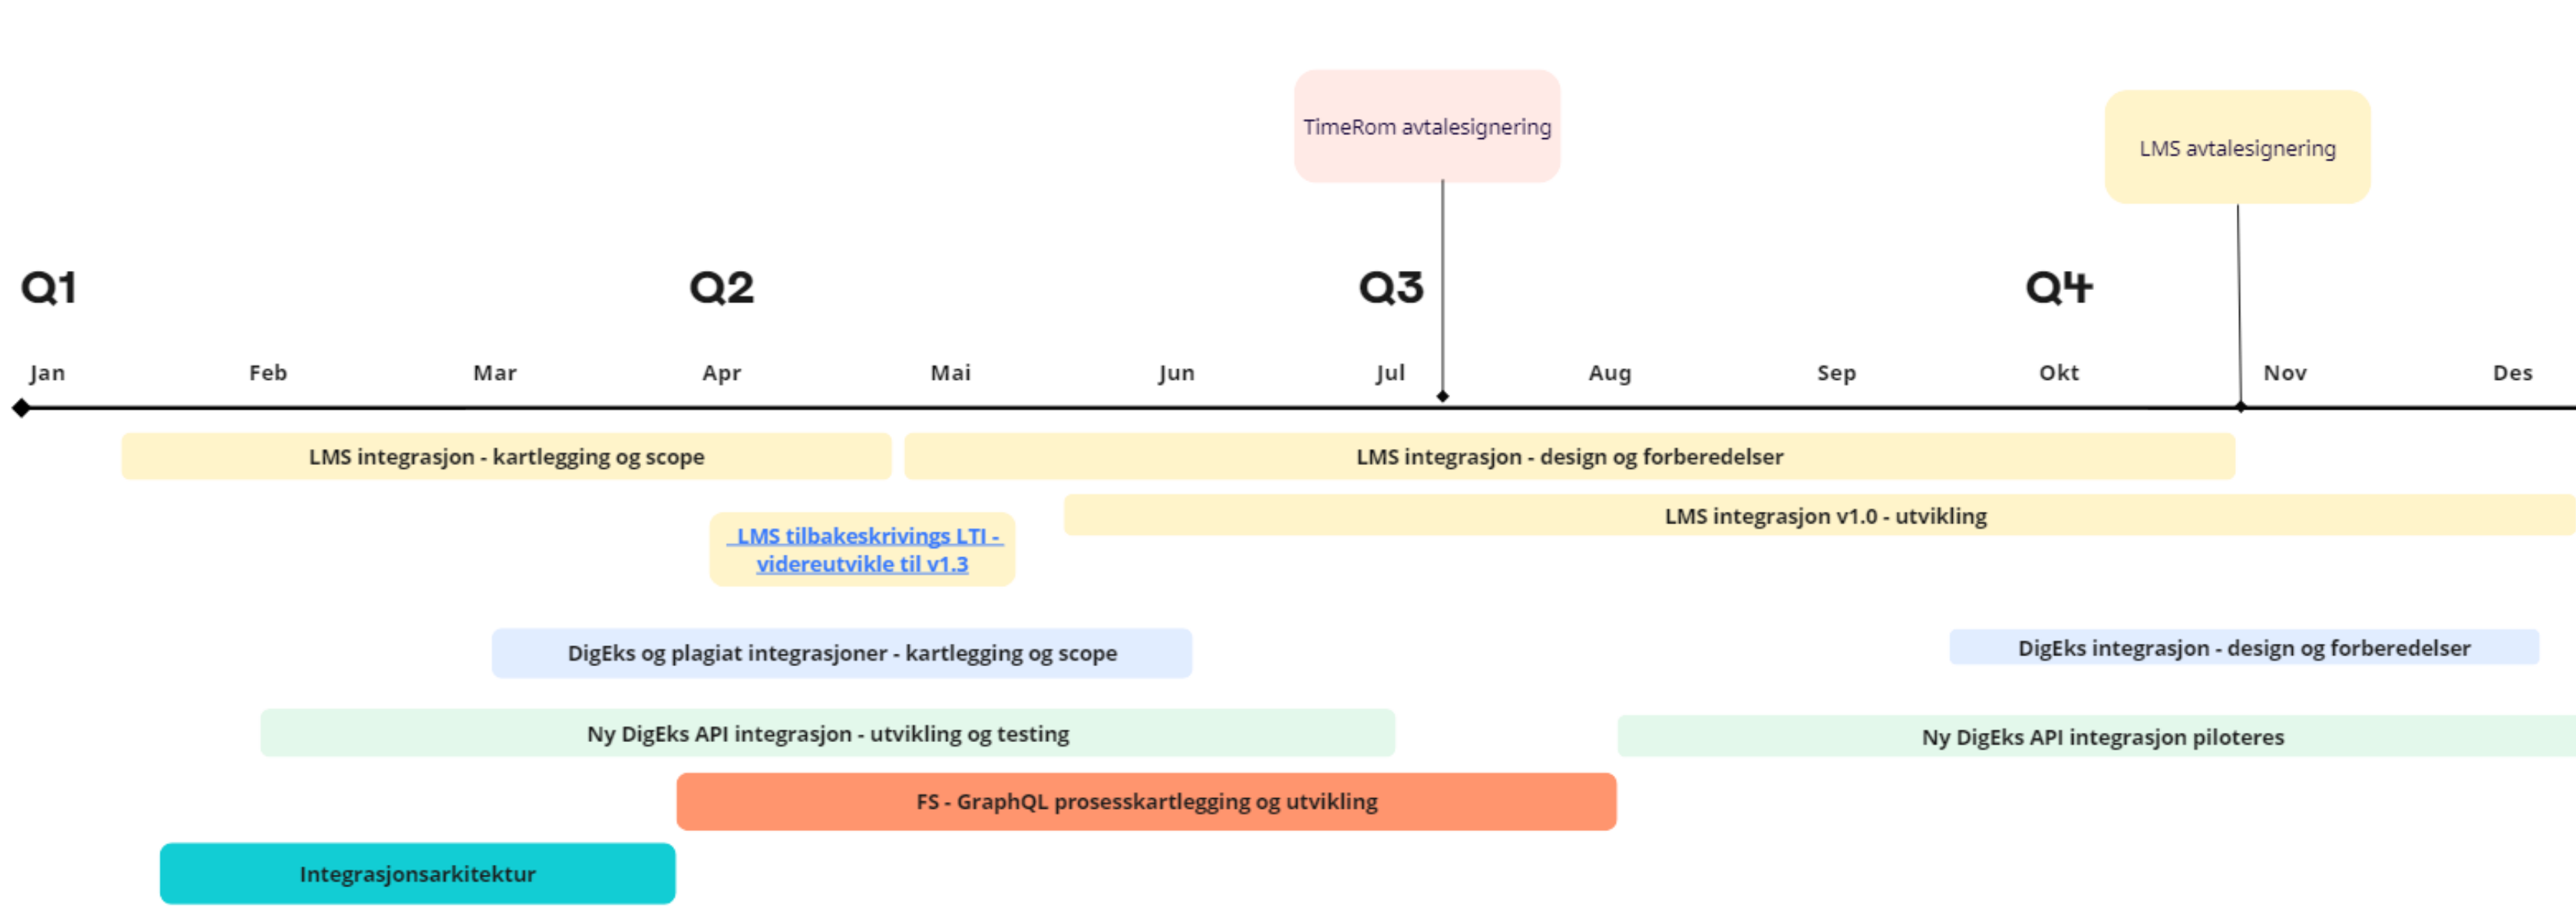 TimeRom avtalesignering
LMS avtalesignering
Q1
Q2
Q3
Q4
Jan
Feb
Mar
Apr
Mai
Jun
Jul
Aug
Sep
Okt
Nov
Des
LMS integrasjon - kartlegging og scope
LMS integrasjon - design og forberedelser
LMS integrasjon v1.0 - utvikling
LMS tilbakeskrivings LTI -
videreutvikle til v1.3
DigEks og plagiat integrasjoner - kartlegging og scope
DigEks integrasjon - design og forberedelser
Ny DigEks API integrasjon - utvikling og testing
Ny DigEks API integrasjon piloteres
FS - GraphQL prosesskartlegging og utvikling
Integrasjonsarkitektur